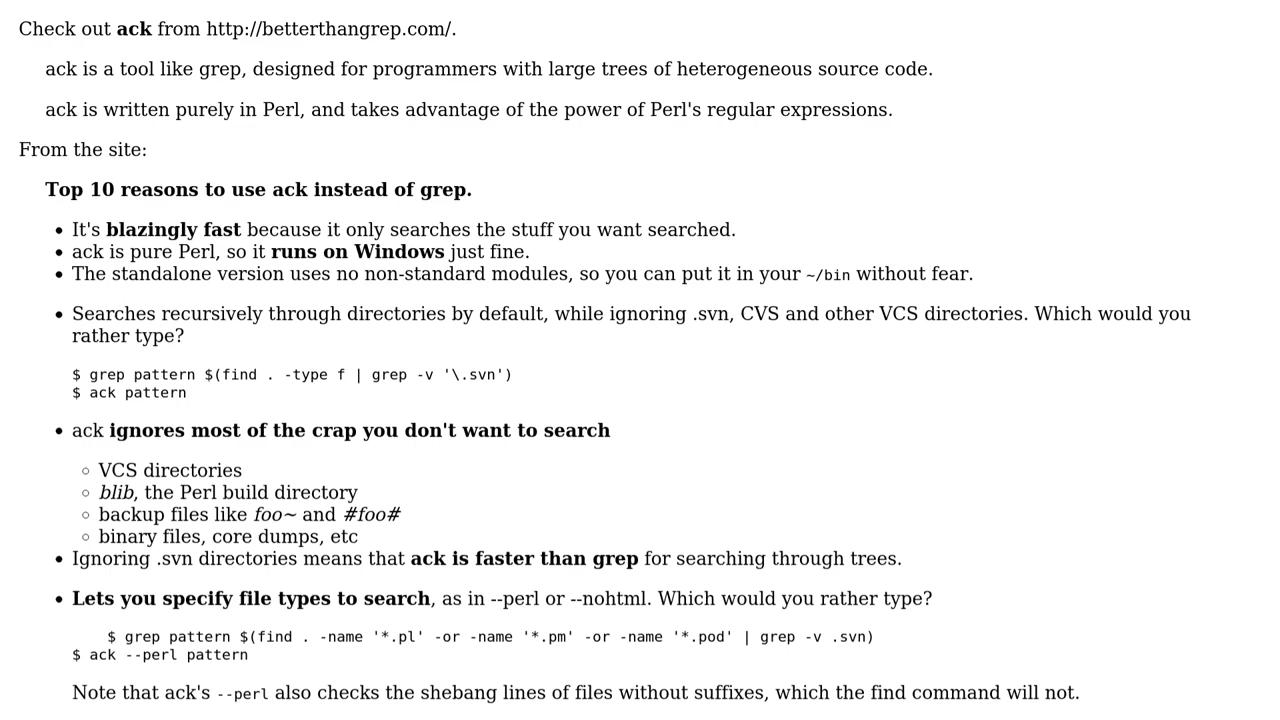 Check out ack from http://betterthangrep.com/.
ack is a tool like grep, designed for programmers with large trees of heterogeneous source code.
ack is written purely in Perl, and takes advantage of the power of Perl's regular expressions.
From the site:
Top 10 reasons to use ack instead of grep.
• It's blazingly fast because it only searches the stuff you want searched.
• ack is pure Perl, so it runs on Windows just fine.
• The standalone version uses no non-standard modules, so you can put it in your ~/bin without fear.
• Searches recursively through directories by default, while ignoring .svn, CVS and other VCS directories. Which would you
rather type?
$ grep pattern $(find . -type f | grep -v '\.svn')
$ ack pattern
• ack ignores most of the crap you don't want to search
◦ VCS directories
◦ blib, the Perl build directory
◦ backup files like foo~ and #foo#
◦ binary files, core dumps, etc
• Ignoring .svn directories means that ack is faster than grep for searching through trees.
• Lets you specify file types to search, as in --perl or --nohtml. Which would you rather type?
$ grep pattern $(find . -name '*.pl' -or -name '*.pm' -or -name '*.pod' | grep -v .svn)
$ ack --perl pattern
Note that ack's --perl also checks the shebang lines of files without suffixes, which the find command will not.